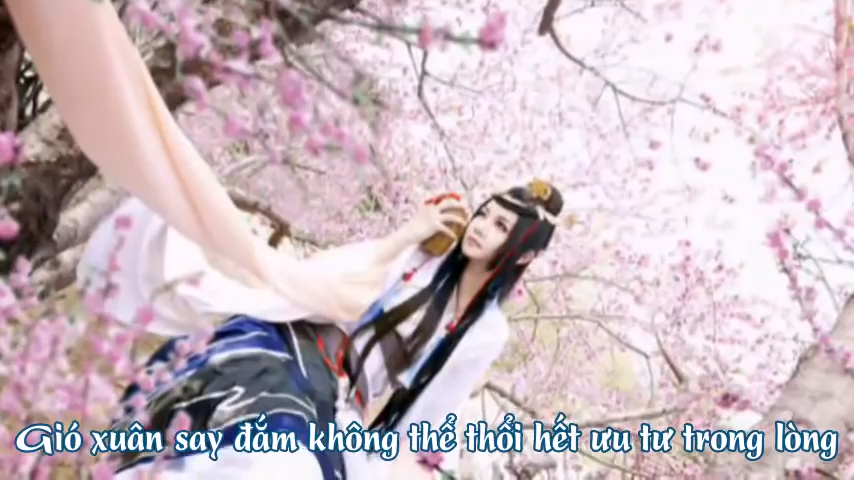 Gió xuân say đắm không thể thổi hết ưu tư trong lòng